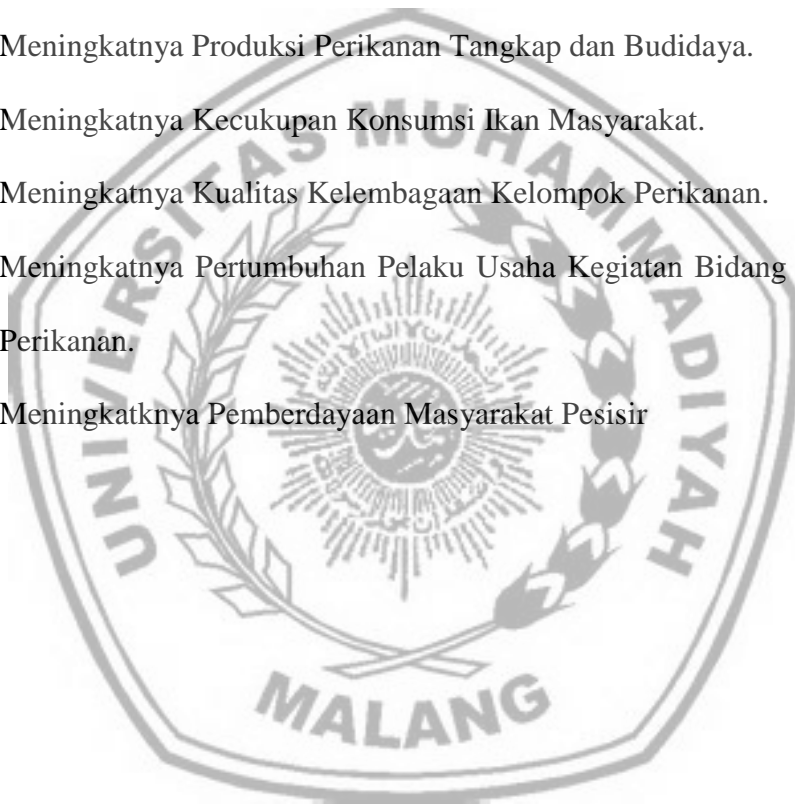 Meningkatnya Produksi Perikanan Tangkap dan Budidaya.
Meningkatnya Kecukupan Konsumsi Ikan Masyarakat.
Meningkatnya Kualitas Kelembagaan Kelompok Perikanan.
Meningkatnya Pertumbuhan Pelaku Usaha Kegiatan Bidang
Perikanan.
Meningkatknya Pemberdayaan Masyarakat Pesisir
UNIVERSITAS MUHAMMADIYAH
MALANG